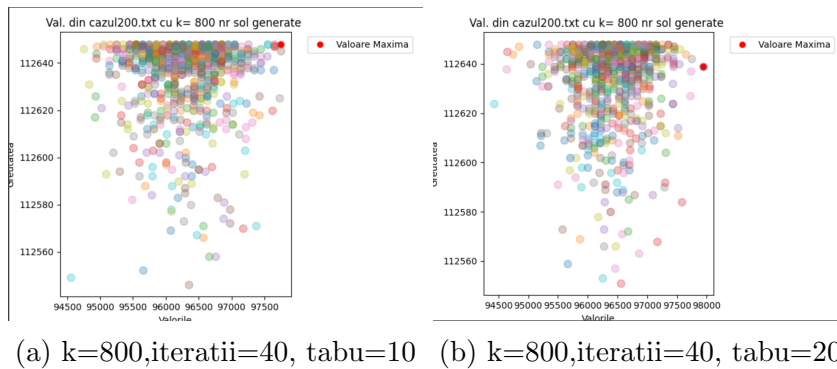 Val. din cazul200.txt cu k= 800 nr sol generate
Valoare Maxima
112640
112620
112600
112580
112560
Greutatea
94500 95000 95500 96000 96500 97000 97500
Valorile
(a) k=800,iteratii=40, tabu=10
Val. din cazul200.txt cu k= 800 nr sol generate
Valoare Maxima
112640
112620
112600
112580
112560
Greutatea
94500 95000 95500 96000 96500 97000 97500 98000
Valorile
(b) k=800,iteratii=40, tabu=20